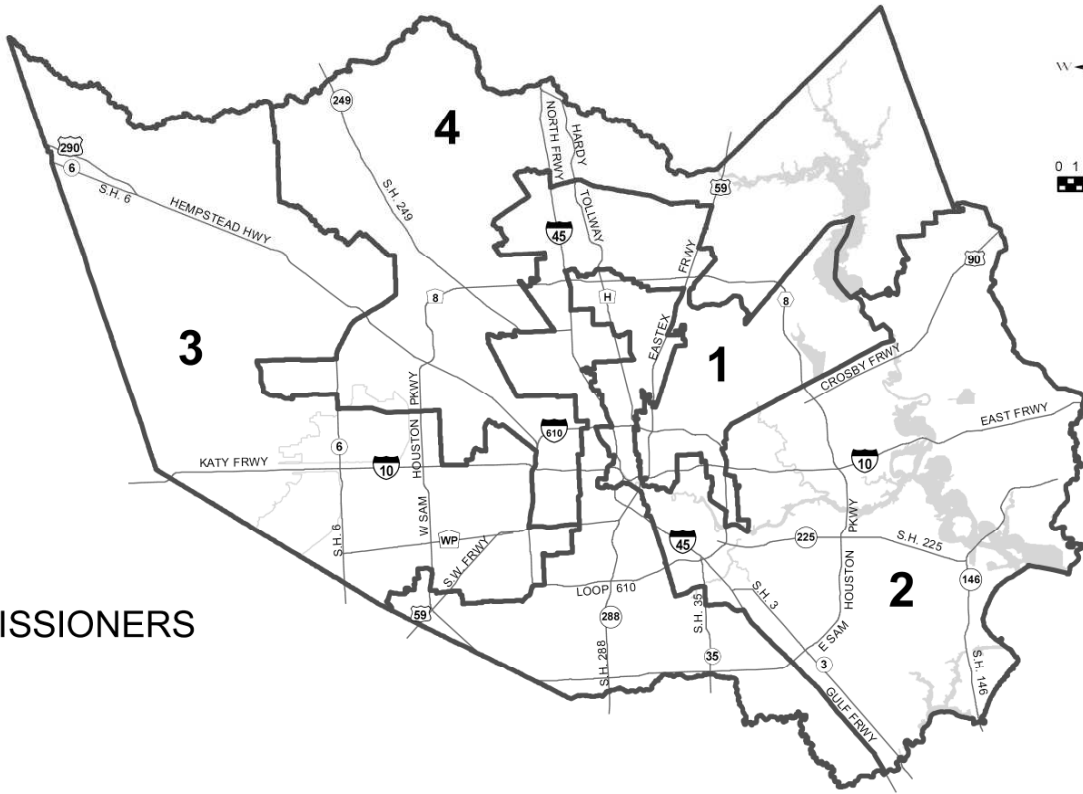 W
0 1
249
4
NORTH FRWY
HARDY
TOLLWAY
59
290
6
S.H. 6
HEMPSTEAD HWY
S.H. 249
45
EASTEX
FRWY
90
8
H
8
3
1
CROSBY FRWY
EAST FRWY
HOUSTON PKWY
W SAM
6
610
KATY FRWY
10
10
S.H. 6
WP
S.W. FRWY
45
225
S.H. 225
HOUSTON PKWY
E SAM
2
146
S.H. 146
59
LOOP 610
288
S.H. 288
S.H. 35
35
S.H. 3
3
GULF FRWY
ISSIONERS